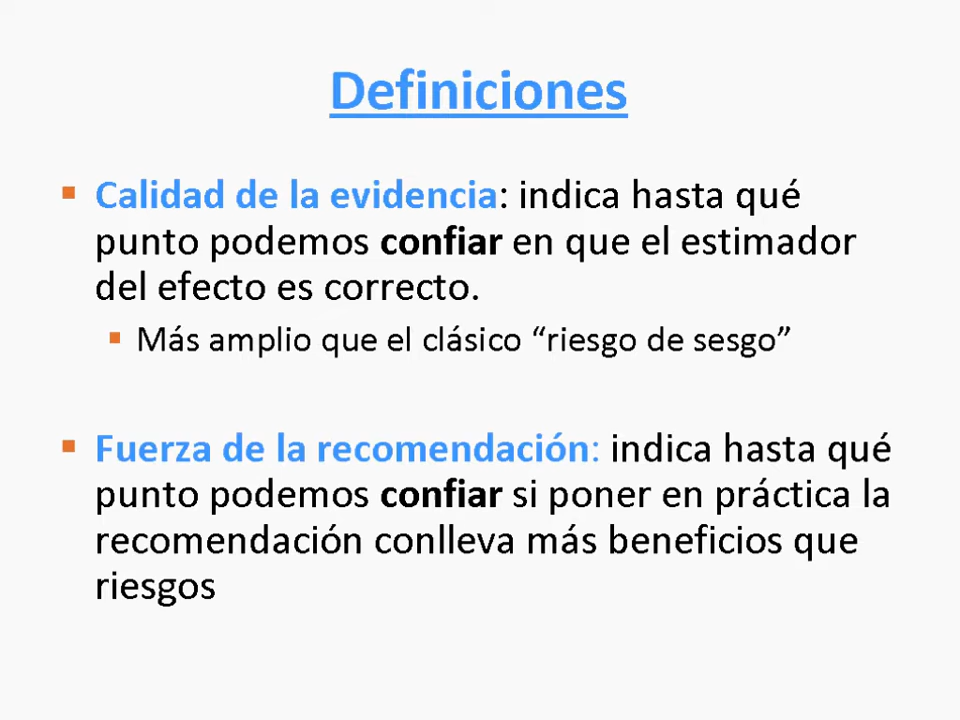 Definiciones
▪ Calidad de la evidencia: indica hasta qué
punto podemos confiar en que el estimador
del efecto es correcto.
▪ Más amplio que el clásico “riesgo de sesgo”
▪ Fuerza de la recomendación: indica hasta qué
punto podemos confiar si poner en práctica la
recomendación conlleva más beneficios que
riesgos